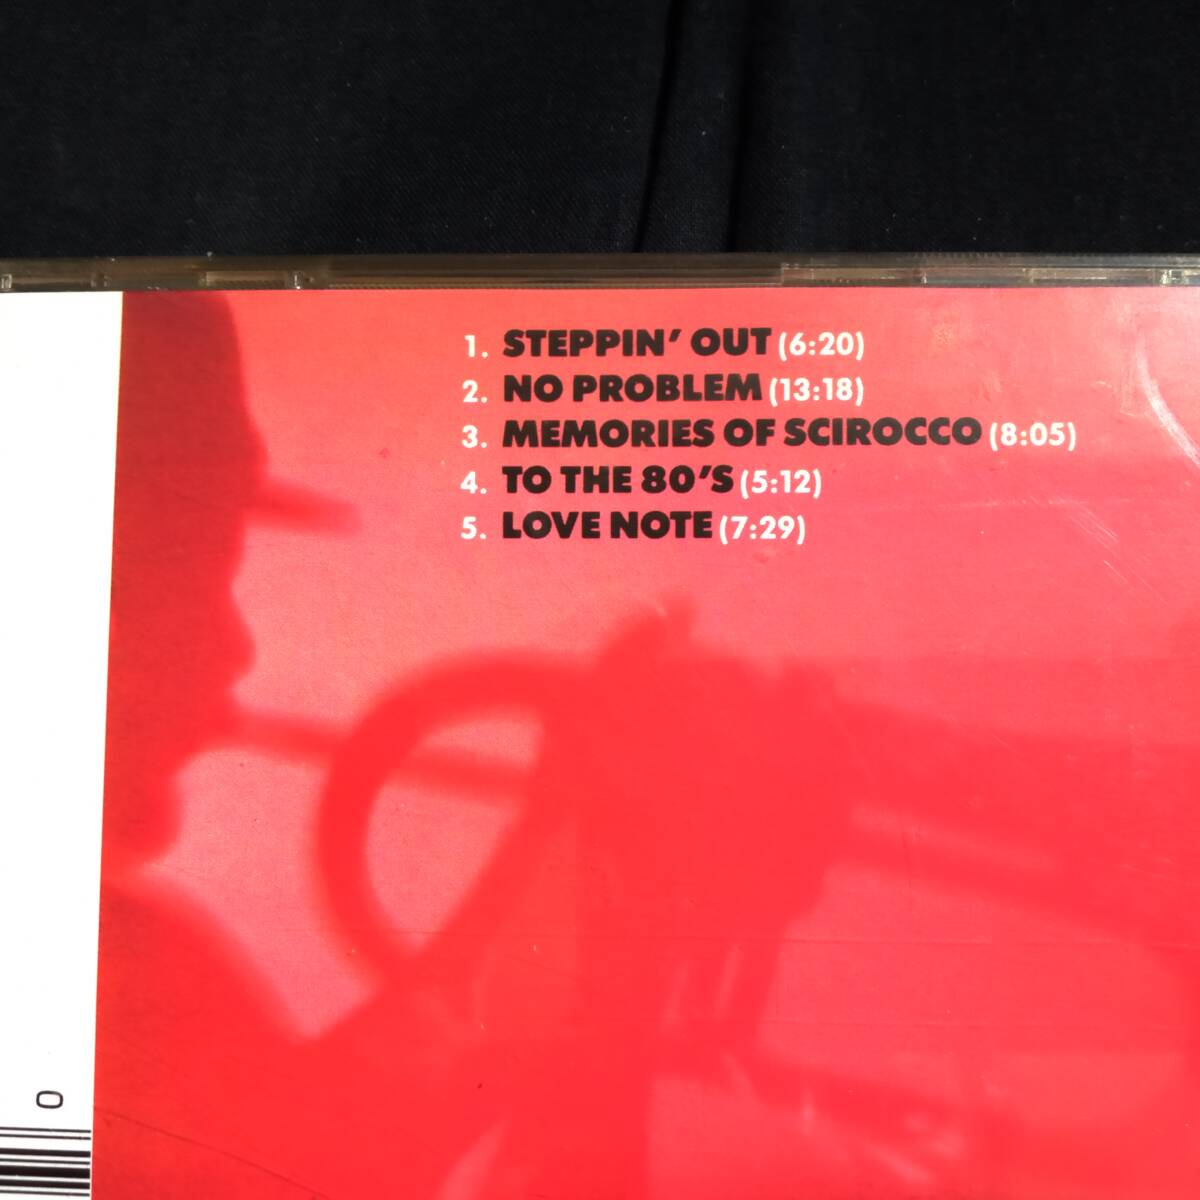 1. STEPPIN' OUT (6:20)
2. NO PROBLEM (13:18)
3. MEMORIES OF SCIROCCO (8:05)
4. TO THE 80'S (5:12)
5. LOVE NOTE (7:29)
0